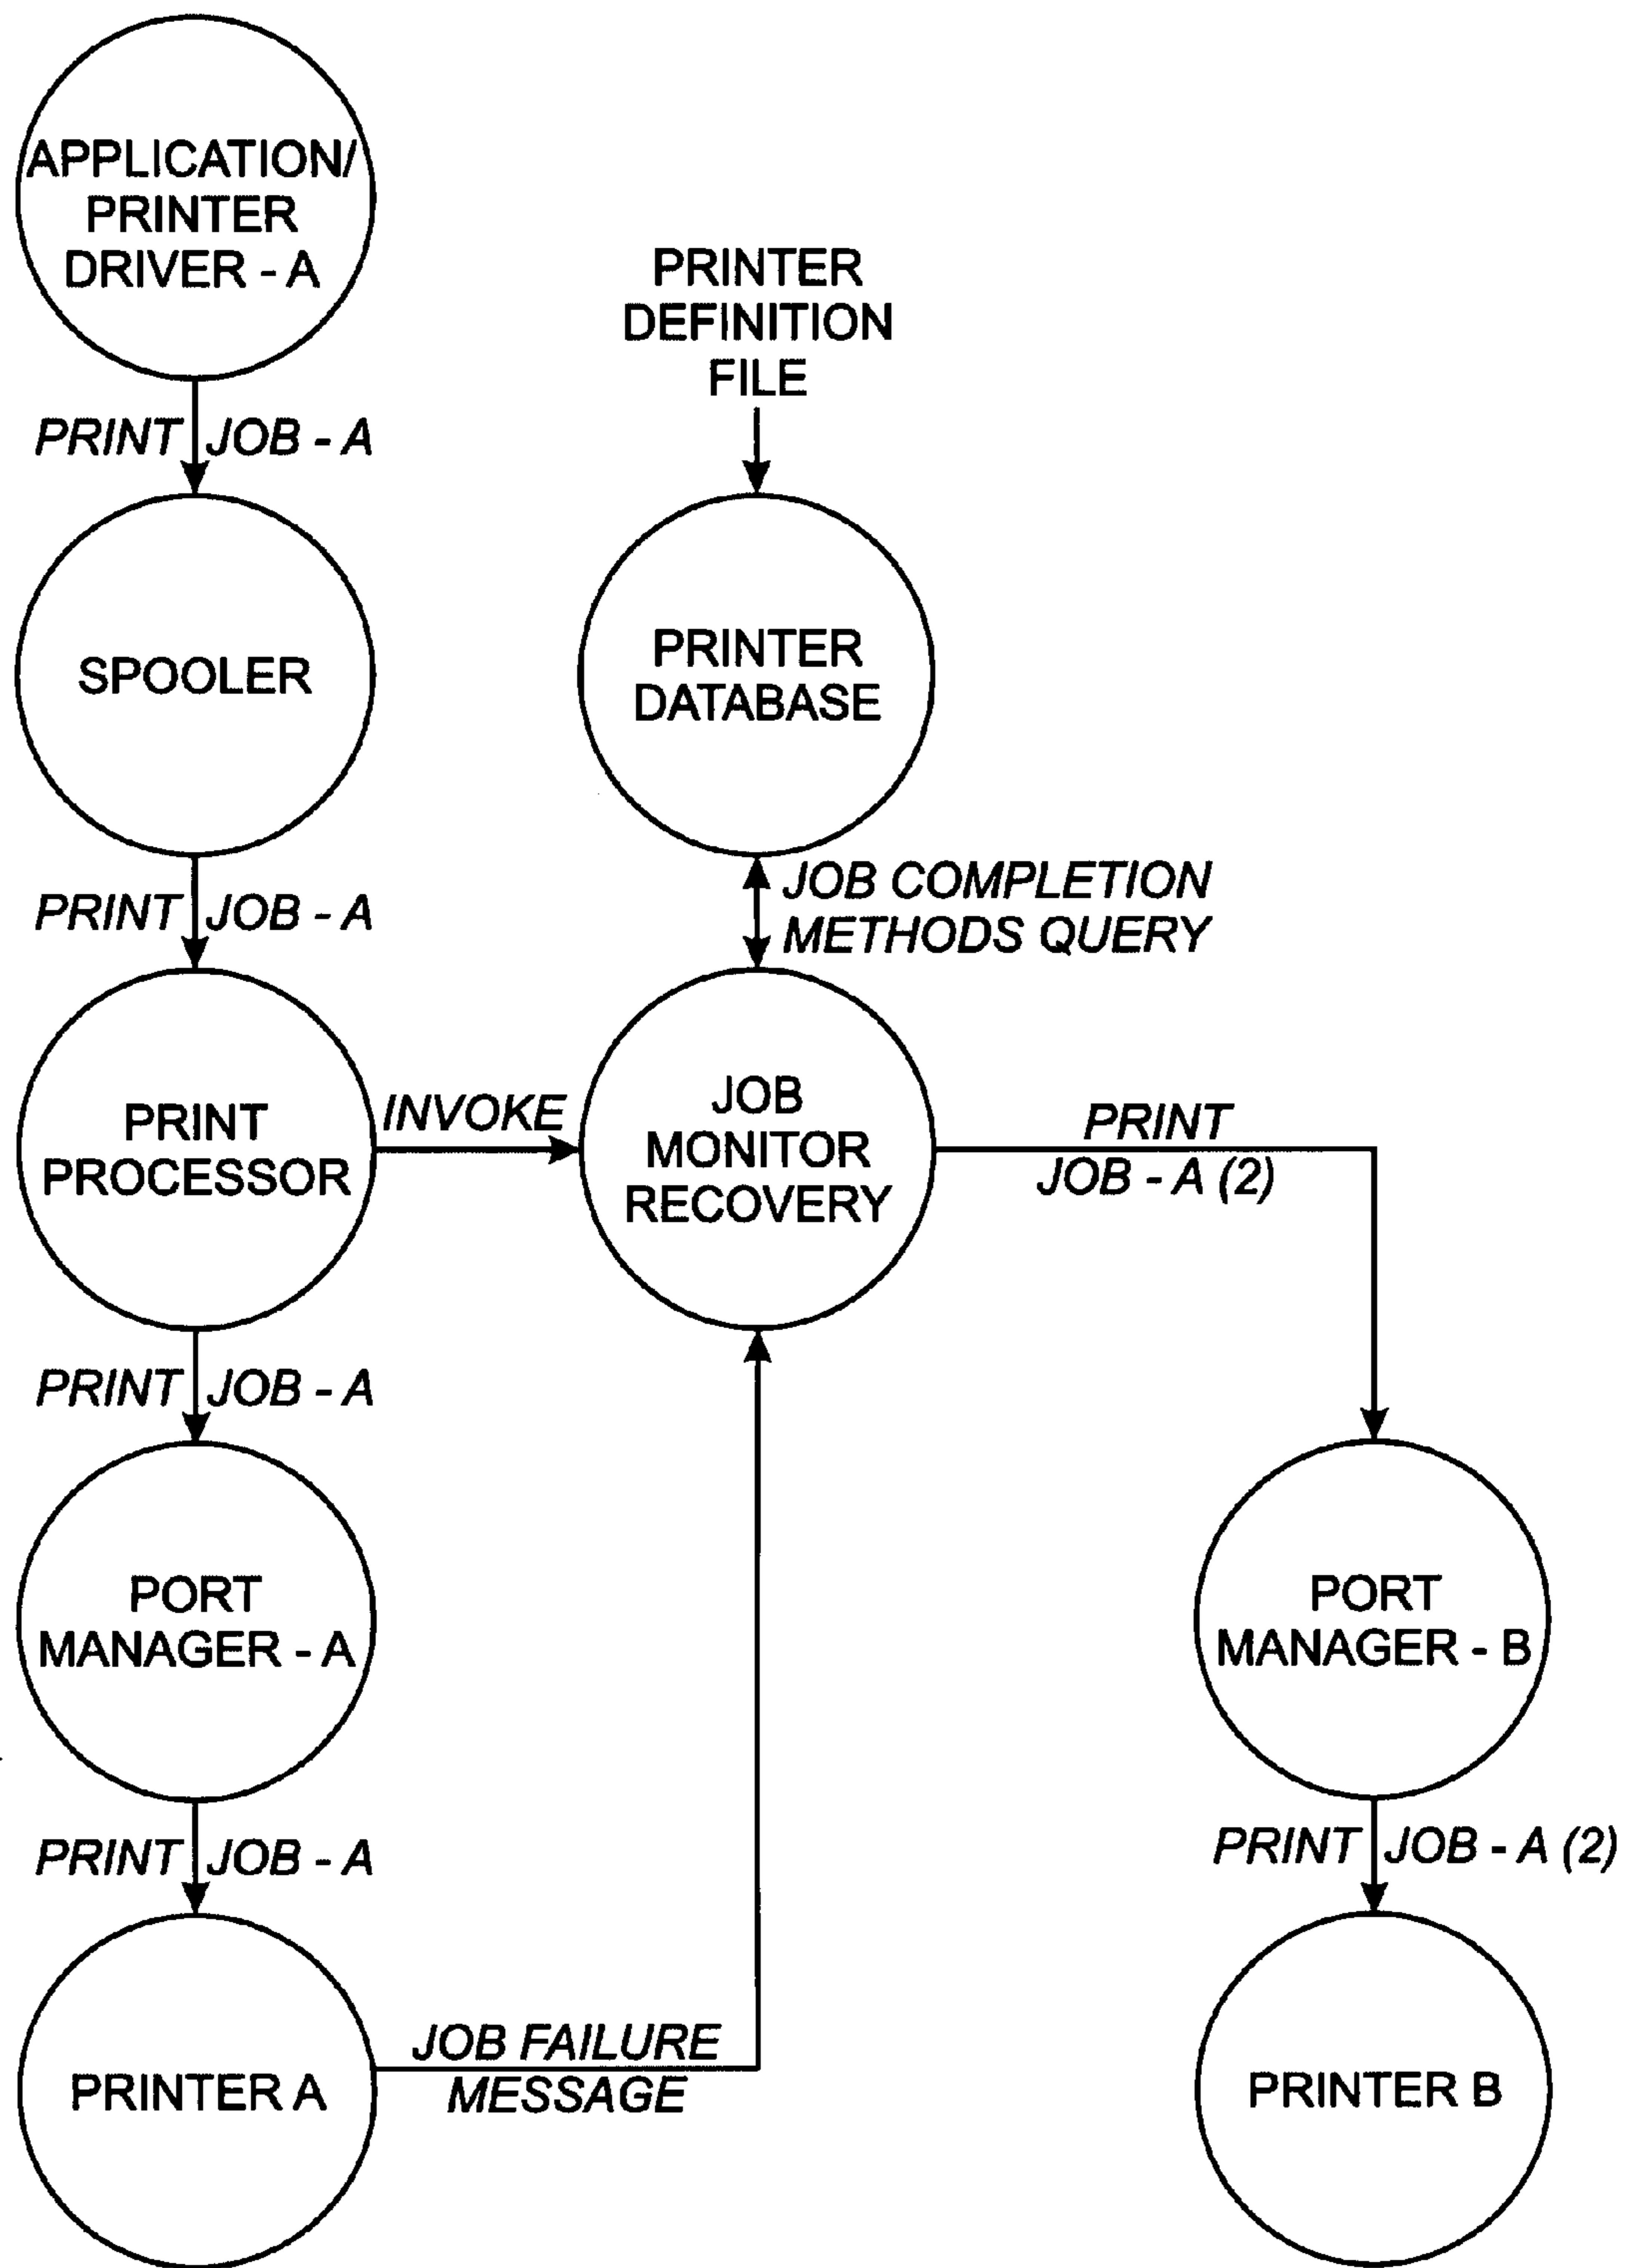 APPLICATION/
PRINTER
DRIVER - A
PRINT JOB - A
SPOOLER
PRINT JOB - A
PRINT
PROCESSOR
INVOKE
PRINT JOB - A
PORT
MANAGER - A
PRINT JOB - A
PRINTER A
JOB FAILURE
MESSAGE
PRINTER
DEFINITION
FILE
PRINTER
DATABASE
JOB COMPLETION
METHODS QUERY
JOB
MONITOR
RECOVERY
PRINT
JOB - A (2)
PORT
MANAGER - B
PRINT JOB - A (2)
PRINTER B